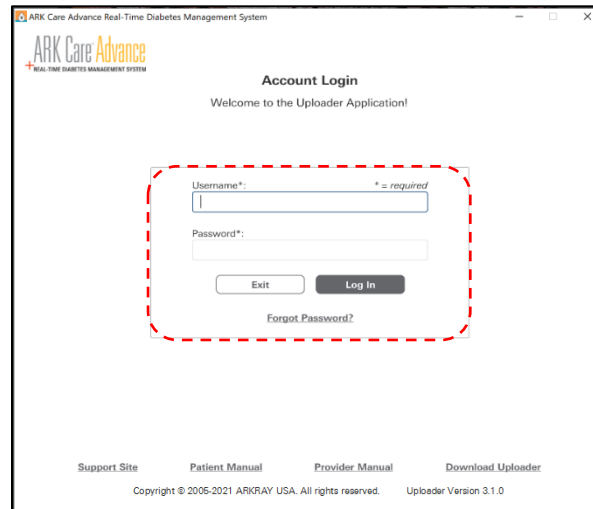 ARK Care Advance Real-Time Diabetes Management System
ARK Care Advance
REAL-TIME DIABETES MANAGEMENT SYSTEM
Account Login
Welcome to the Uploader Application!
Username*: * = required
Password*:
Exit Log In
Forgot Password?
Support Site Patient Manual Provider Manual Download Uploader
Copyright © 2005-2021 ARKRAY USA. All rights reserved. Uploader Version 3.1.0